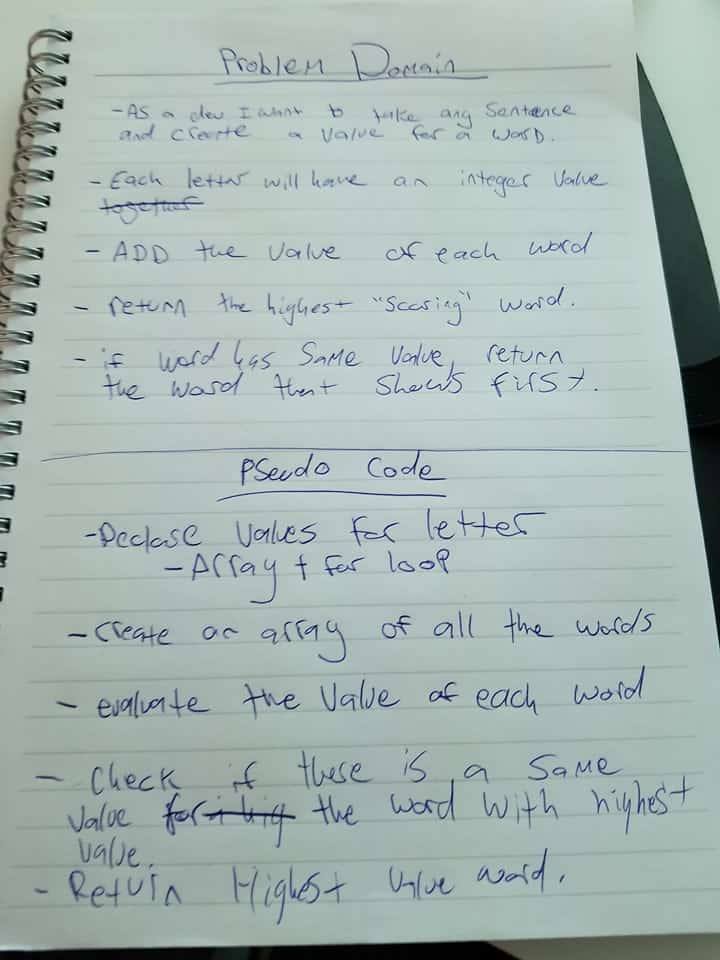 Problem Domain
- As a dev I want to take any sentence
and create a value for a word.
- Each letter will have an integer value
together
- ADD the value of each word
- return the highest "scoring" word.
- if word has same value, return
the word that shows first.
Pseudo Code
- Declare values for letter
- Array + for loop
- Create an array of all the words
- evaluate the value of each word
- Check if there is a same
value for the word with highest
value.
- Return Highest value word.